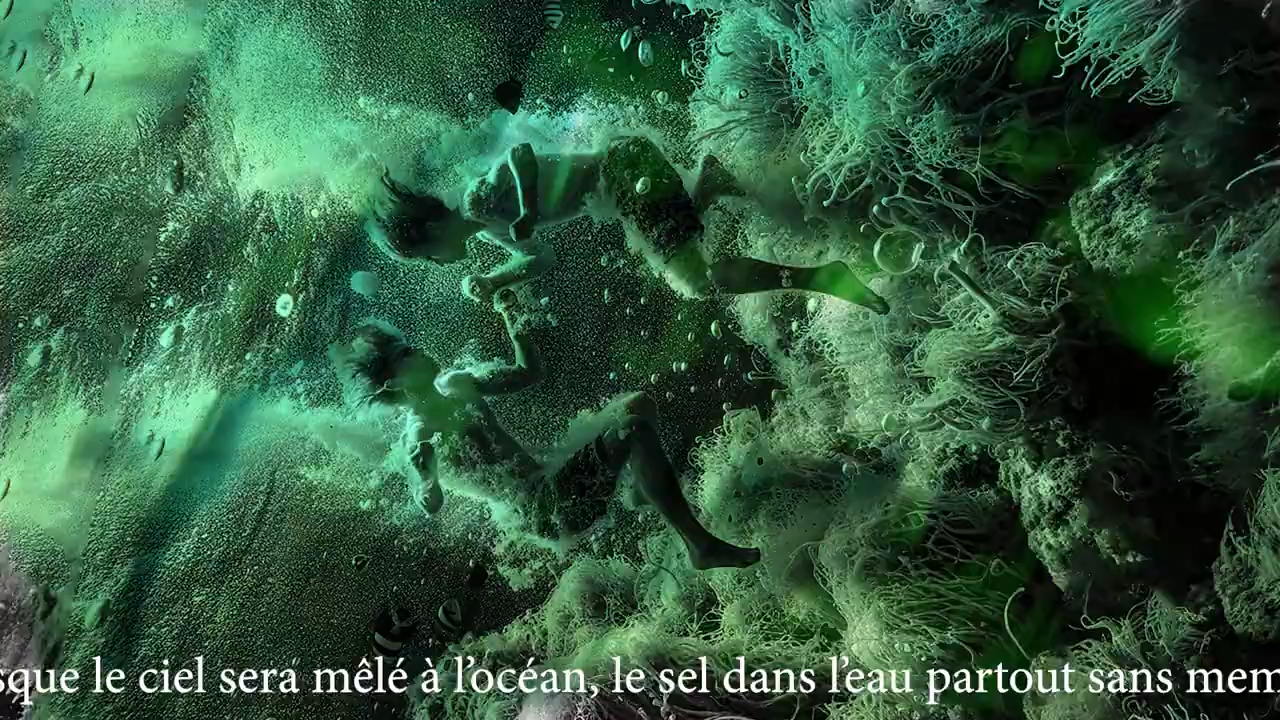 sque le ciel sera mêlé à l’océan, le sel dans l’eau partout sans mem